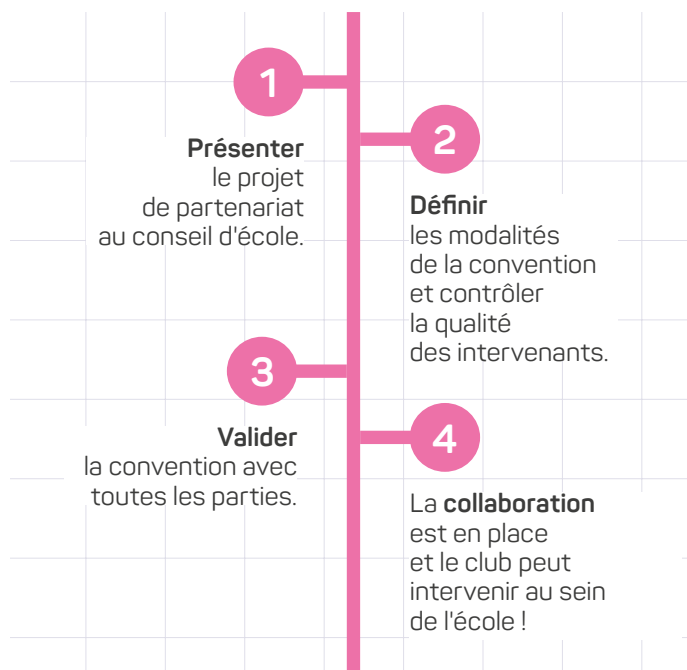 1
Présenter
le projet
de partenariat
au conseil d'école.
2
Définir
les modalités
de la convention
et contrôler
la qualité
des intervenants.
3
Valider
la convention avec
toutes les parties.
4
La collaboration
est en place
et le club peut
intervenir au sein
de l'école !